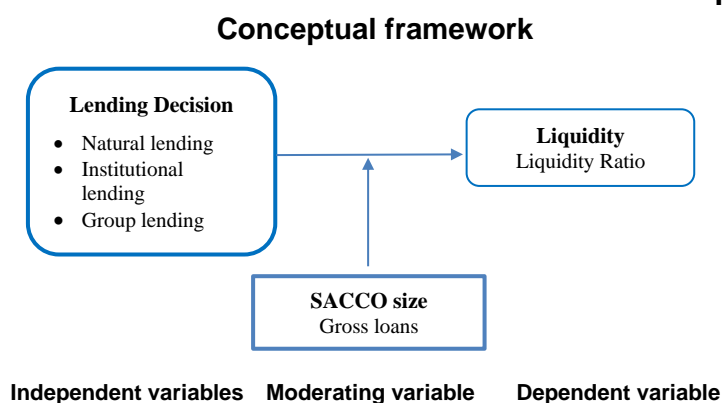 Conceptual framework
Lending Decision
• Natural lending
• Institutional
lending
• Group lending
Liquidity
Liquidity Ratio
SACCO size
Gross loans
Independent variables Moderating variable Dependent variable